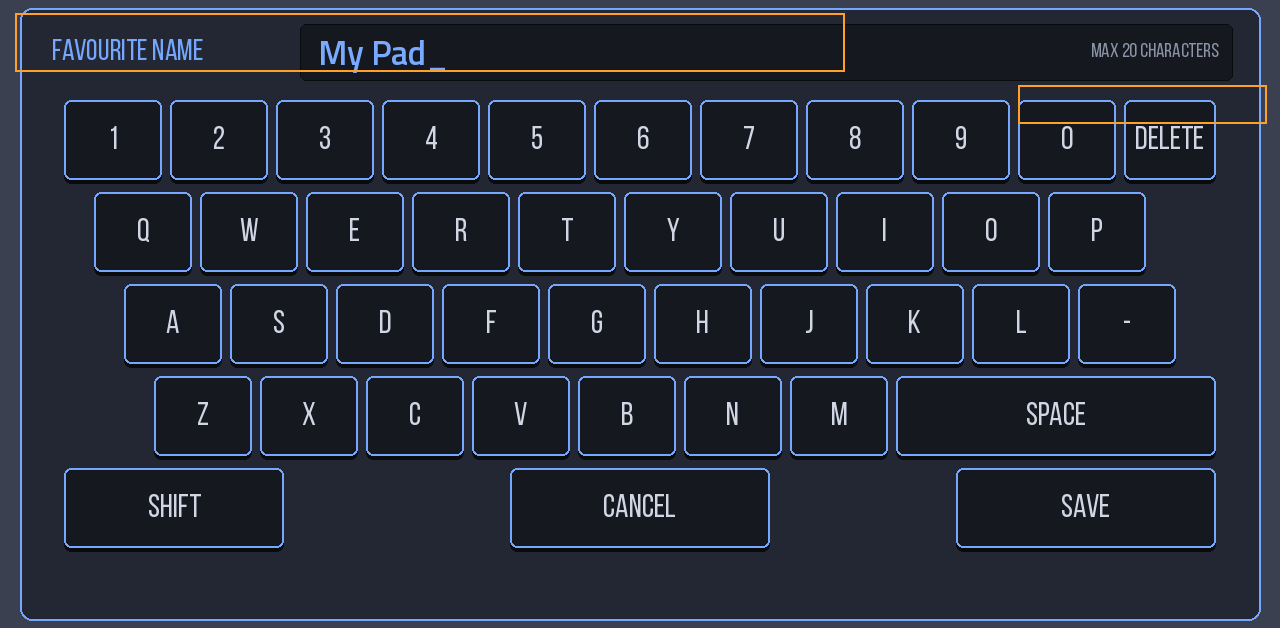 FAVOURITE NAME My Pad_ MAX 20 CHARACTERS
1 2 3 4 5 6 7 8 9 0 DELETE
Q W E R T Y U I O P
A S D F G H J K L -
Z X C V B N M SPACE
SHIFT CANCEL SAVE